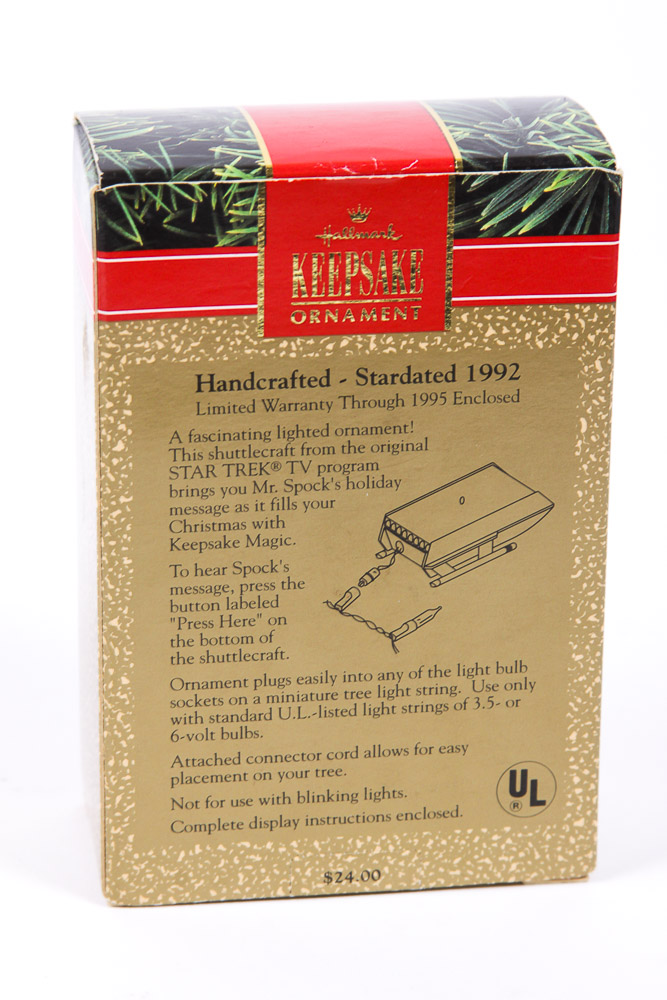 Hallmark
KEEPSAKE
ORNAMENT
Handcrafted - Stardated 1992
Limited Warranty Through 1995 Enclosed
A fascinating lighted ornament!
This shuttlecraft from the original
STAR TREK® TV program
brings you Mr. Spock's holiday
message as it fills your
Christmas with
Keepsake Magic.
To hear Spock's
message, press the
button labeled
"Press Here" on
the bottom of
the shuttlecraft.
Ornament plugs easily into any of the light bulb
sockets on a miniature tree light string. Use only
with standard U.L.-listed light strings of 3.5- or
6-volt bulbs.
Attached connector cord allows for easy
placement on your tree.
Not for use with blinking lights.
Complete display instructions enclosed.
UL
®
$24.00